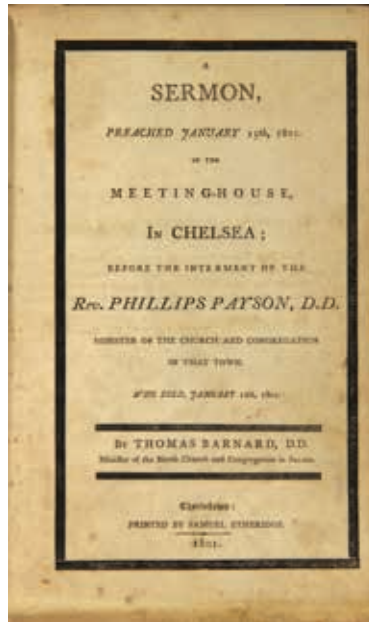 A
SERMON,
PREACHED JANUARY 15th, 1801.
IN THE
MEETING-HOUSE,
IN CHELSEA;
BEFORE THE INTERMENT OF THE
Rev. PHILLIPS PAYSON, D.D.
MINISTER OF THE CHURCH AND CONGREGATION
IN THAT TOWN,
WHO DIED, JANUARY 11th, 1801.
BY THOMAS BARNARD, D.D.
Minister of the North Church and Congregation in Salem.
Charlestown:
PRINTED BY SAMUEL ETHERIDGE.
1801.